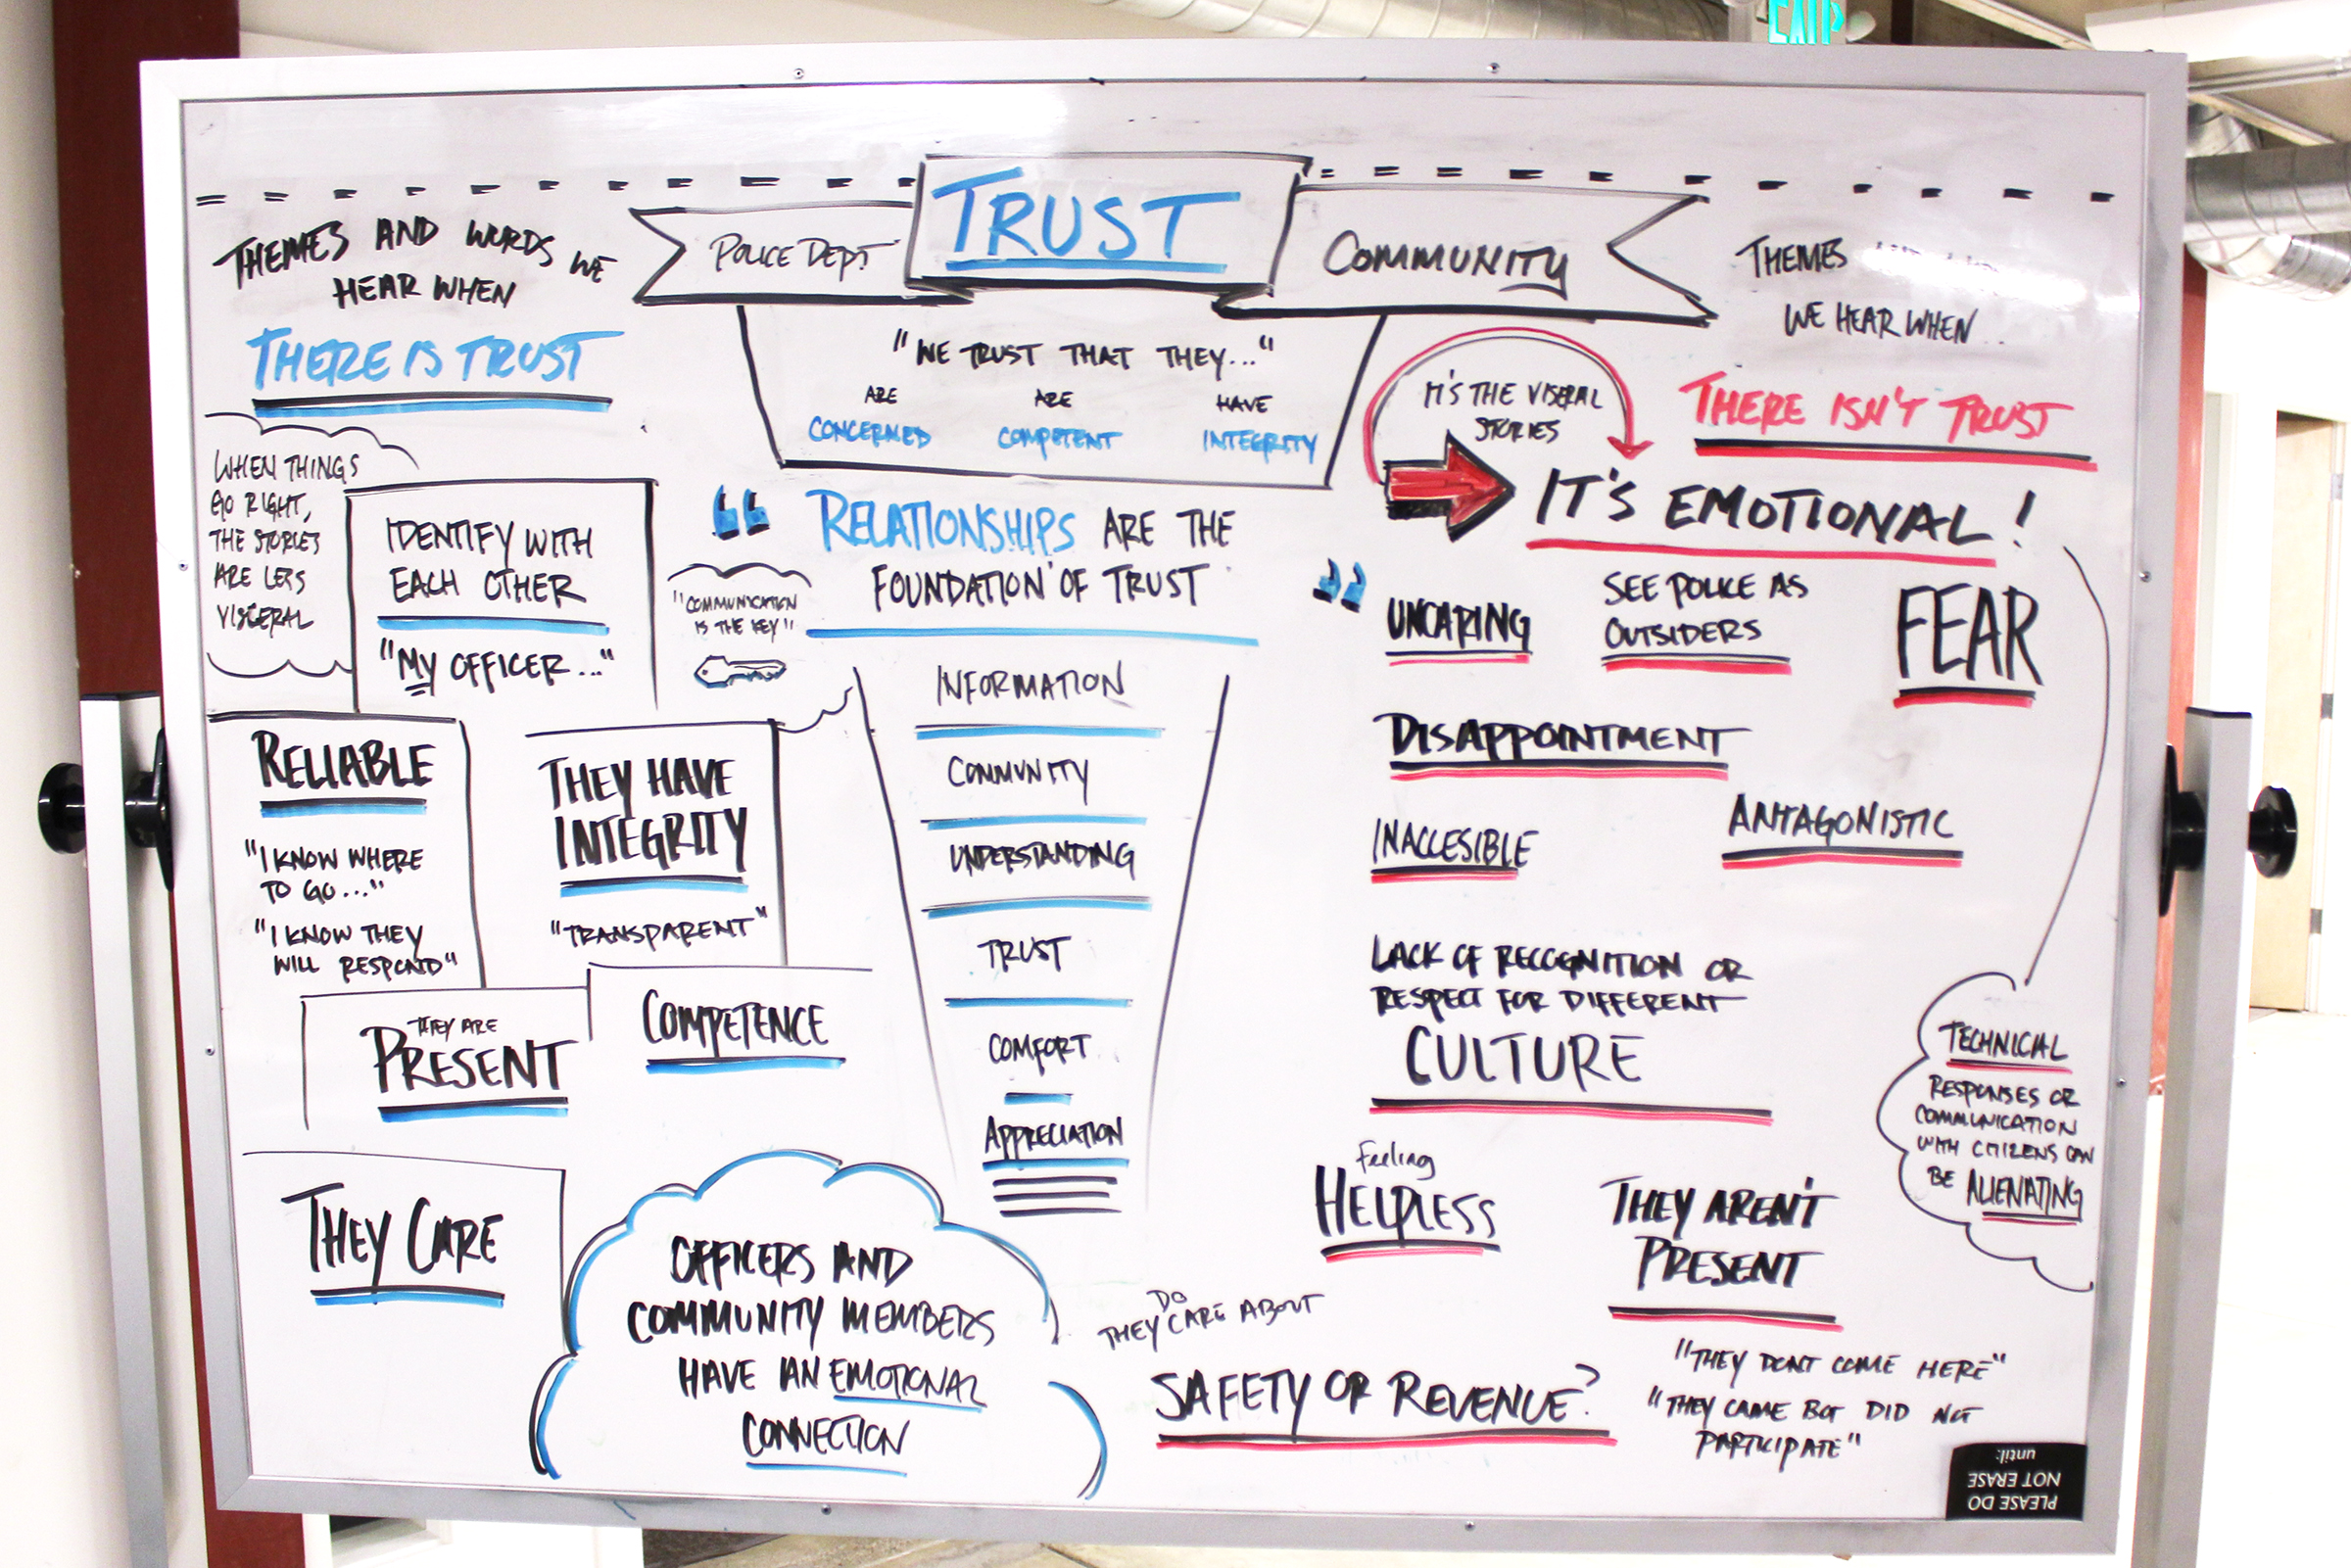 EXIT
POLICE DEPT
TRUST
COMMUNITY
THEMES AND WORDS WE
HEAR WHEN
THERE IS TRUST
WHEN THINGS
GO RIGHT,
THE STORIES
ARE LESS
VISCERAL
IDENTIFY WITH
EACH OTHER
"MY OFFICER..."
RELIABLE
"I KNOW WHERE
TO GO..."
"I KNOW THEY
WILL RESPOND"
THEY HAVE
INTEGRITY
"TRANSPARENT"
THEY ARE
PRESENT
COMPETENCE
THEY CARE
OFFICERS AND
COMMUNITY MEMBERS
HAVE AN EMOTIONAL
CONNECTION
"WE TRUST THAT THEY..."
ARE
CONCERNED
ARE
COMPETENT
HAVE
INTEGRITY
"RELATIONSHIPS ARE THE
FOUNDATION OF TRUST"
"COMMUNICATION
IS THE KEY"
INFORMATION
COMMUNITY
UNDERSTANDING
TRUST
COMFORT
APPRECIATION
THEMES
WE HEAR WHEN...
THERE ISN'T TRUST
IT'S THE VISERAL
STORIES
IT'S EMOTIONAL!
UNCARING
SEE POLICE AS
OUTSIDERS
FEAR
DISAPPOINTMENT
INACCESIBLE
ANTAGONISTIC
LACK OF RECOGNITION OR
RESPECT FOR DIFFERENT
CULTURE
TECHNICAL
RESPONSES OR
COMMUNICATION
WITH CITIZENS CAN
BE ALIENATING
Feeling
HELPLESS
THEY AREN'T
PRESENT
"THEY DONT COME HERE"
"THEY CAME BUT DID NOT
PARTICIPATE"
DO
THEY CARE ABOUT
SAFETY OR REVENUE?
PLEASE DO
NOT ERASE
until: